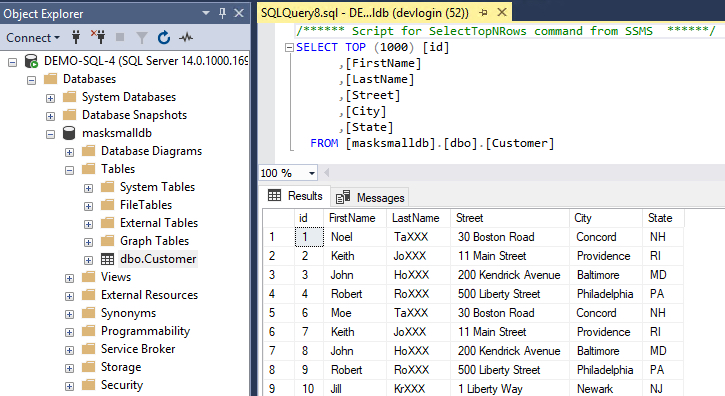 Object Explorer
Connect
DEMO-SQL-4 (SQL Server 14.0.1000.169
Databases
System Databases
Database Snapshots
masksmalldb
Database Diagrams
Tables
System Tables
FileTables
External Tables
Graph Tables
dbo.Customer
Views
External Resources
Synonyms
Programmability
Service Broker
Storage
Security
SQLQuery8.sql - DE...ldb (devlogin (52))
/****** Script for SelectTopNRows command from SSMS ******/
SELECT TOP (1000) [id]
,[FirstName]
,[LastName]
,[Street]
,[City]
,[State]
FROM [masksmalldb].[dbo].[Customer]
100 %
Results Messages
id FirstName LastName Street City State
1 1 Noel TaXXX 30 Boston Road Concord NH
2 2 Keith JoXXX 11 Main Street Providence RI
3 3 John HoXXX 200 Kendrick Avenue Baltimore MD
4 4 Robert RoXXX 500 Liberty Street Philadelphia PA
5 6 Moe TaXXX 30 Boston Road Concord NH
6 7 Keith JoXXX 11 Main Street Providence RI
7 8 John HoXXX 200 Kendrick Avenue Baltimore MD
8 9 Robert RoXXX 500 Liberty Street Philadelphia PA
9 10 Jill KrXXX 1 Liberty Way Newark NJ